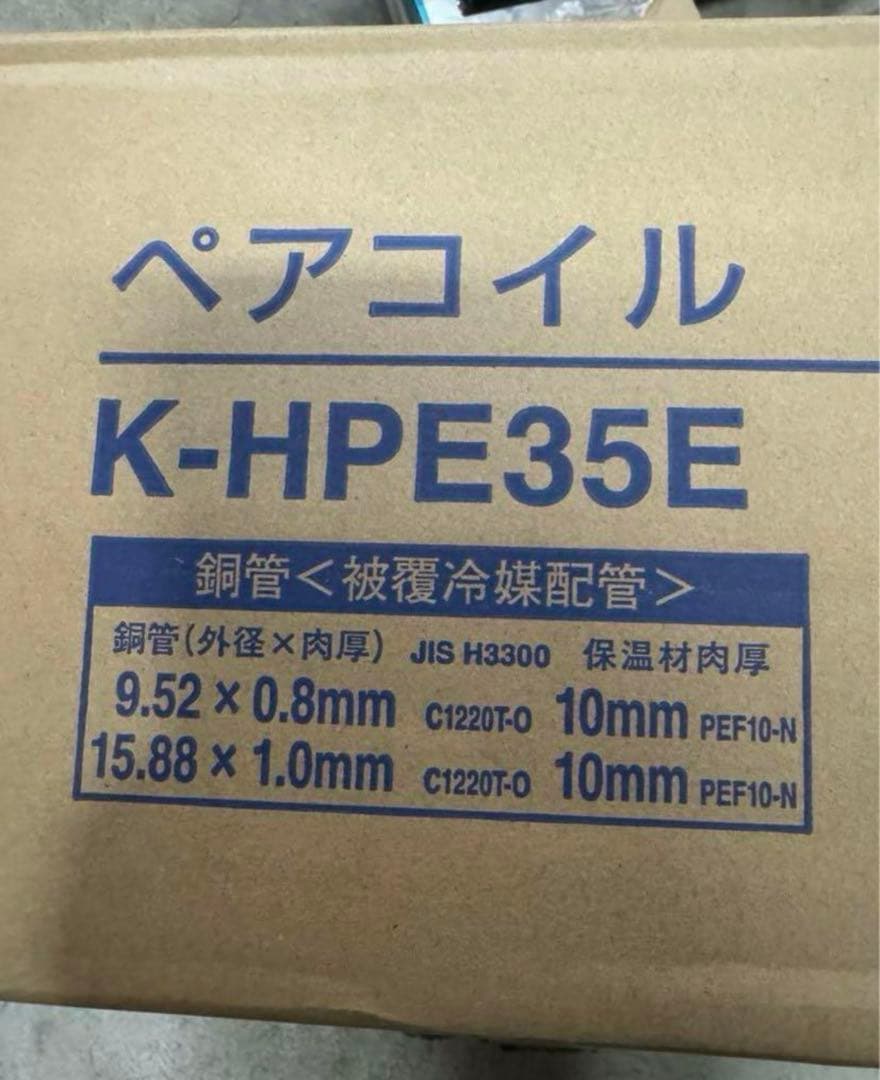 ペアコイル
K-HPE35E
銅管<被覆冷媒配管>
銅管(外径×肉厚) JIS H3300 保温材肉厚
9.52×0.8mm C1220T-O 10mm PEF10-N
15.88×1.0mm C1220T-O 10mm PEF10-N